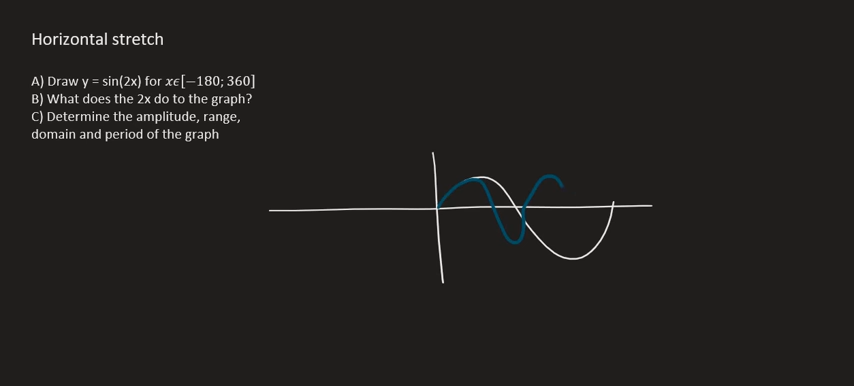 Horizontal stretch
A) Draw y = sin(2x) for 𝑥𝜖[−180; 360]
B) What does the 2x do to the graph?
C) Determine the amplitude, range,
domain and period of the graph